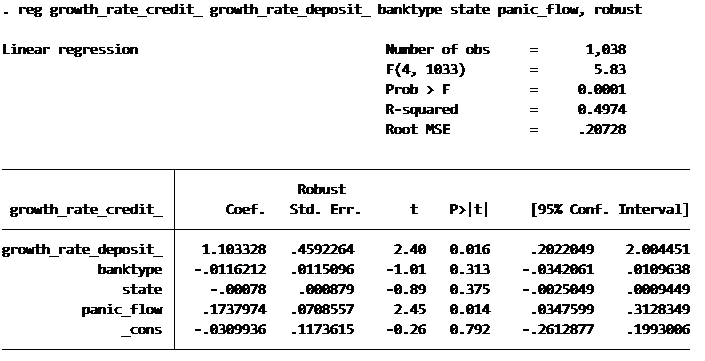 . reg growth_rate_credit_ growth_rate_deposit_ banktype state panic_flow, robust
Linear regression Number of obs = 1,038
F(4, 1033) = 5.83
Prob > F = 0.0001
R-squared = 0.4974
Root MSE = .20728
Robust
growth_rate_credit_ Coef. Std. Err. t P>|t| [95% Conf. Interval]
growth_rate_deposit_ 1.103328 .4592264 2.40 0.016 .2022049 2.004451
banktype -.0116212 .0115096 -1.01 0.313 -.0342061 .0109638
state -.00078 .000879 -0.89 0.375 -.0025049 .0009449
panic_flow .1737974 .0708557 2.45 0.014 .0347599 .3128349
_cons -.0309936 .1173615 -0.26 0.792 -.2612877 .1993006